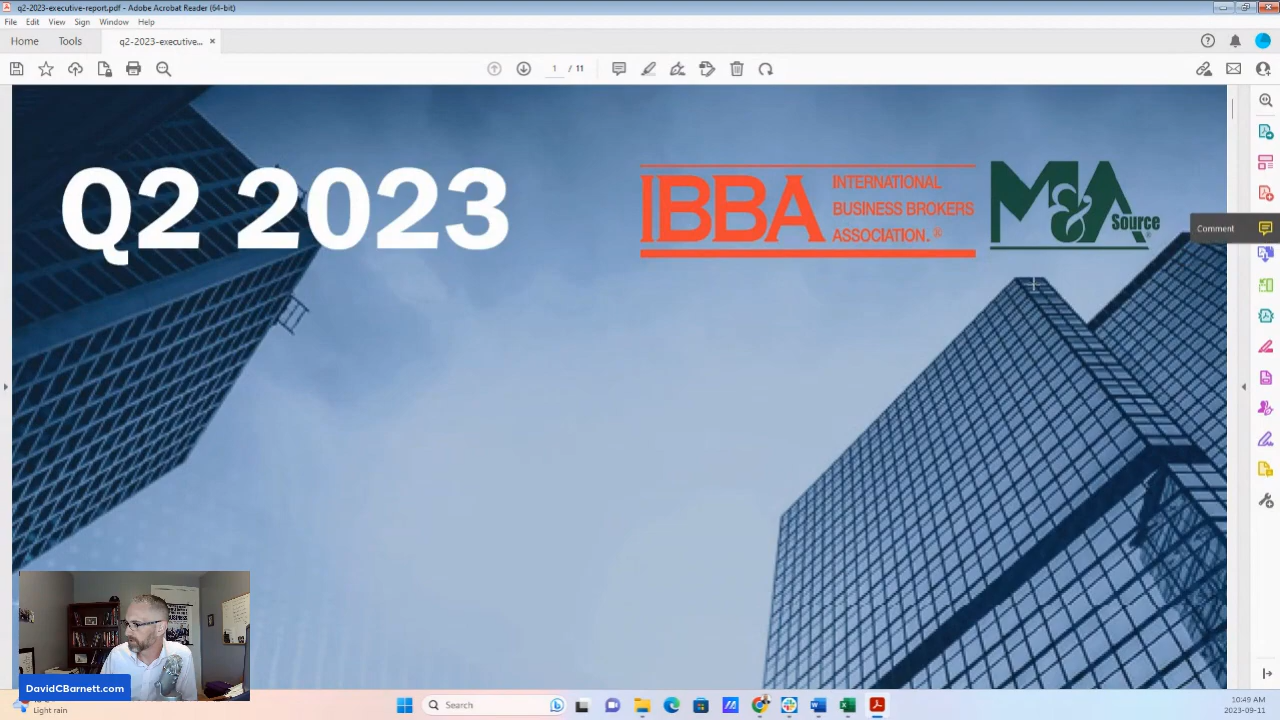 q2-2023-executive-report.pdf - Adobe Acrobat Reader (64-bit)
File Edit View Sign Window Help
Home Tools q2-2023-executive... ×
1 / 11
Q2 2023
IBBA INTERNATIONAL
BUSINESS BROKERS
ASSOCIATION.®
M&A Source
Comment
DavidCBarnett.com
Light rain
Search
10:49 AM
2023-09-11